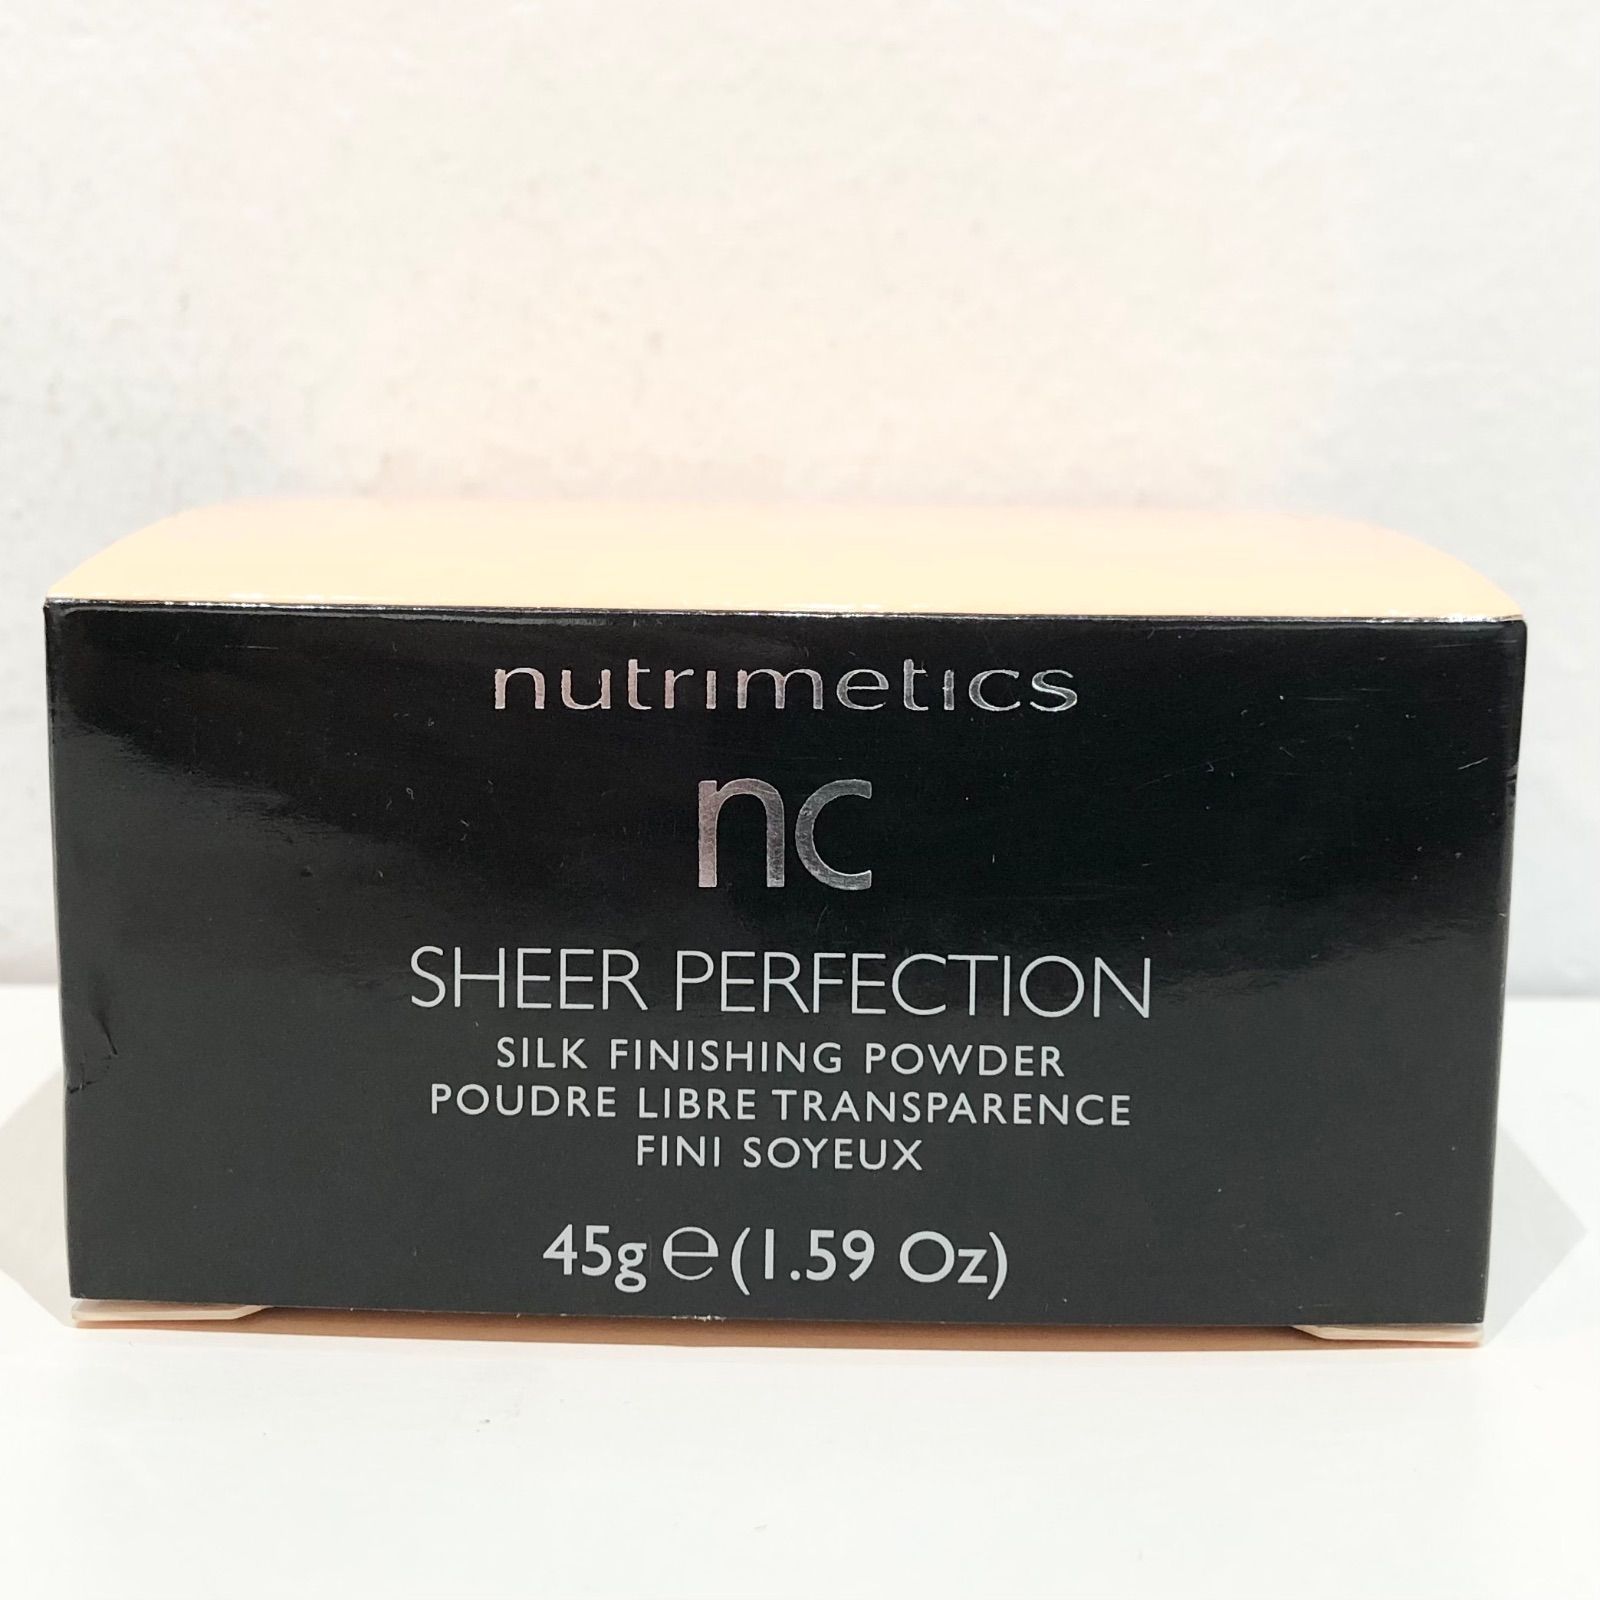 nutrimetics
nc
SHEER PERFECTION
SILK FINISHING POWDER
POUDRE LIBRE TRANSPARENCE
FINI SOYEUX
45g ℮ (1.59 Oz)